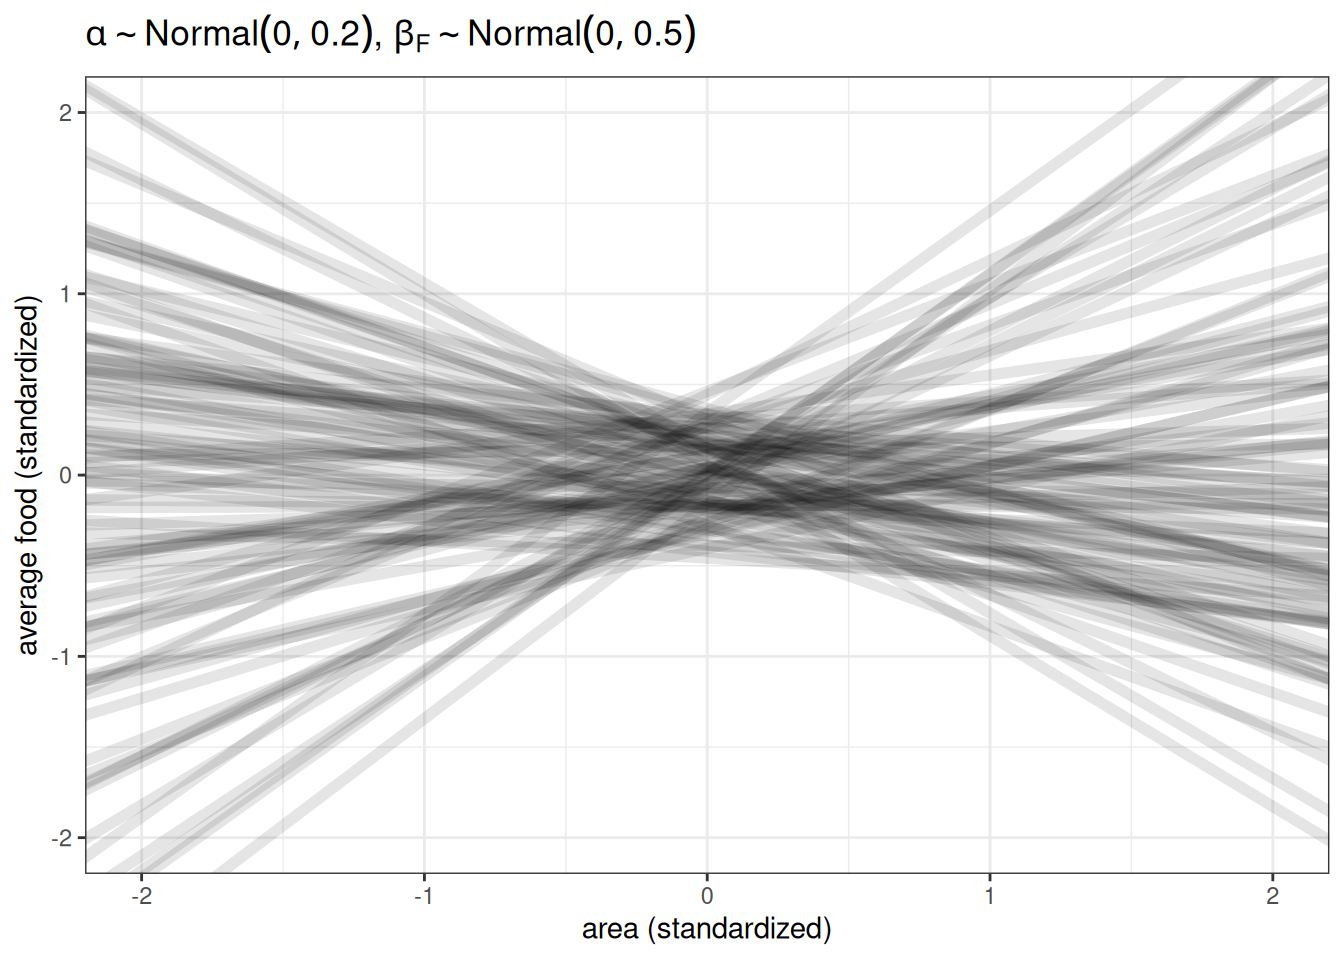 α ~ Normal(0, 0.2), β_F ~ Normal(0, 0.5)
average food (standardized)
2
1
0
-1
-2
-2 -1 0 1 2
area (standardized)